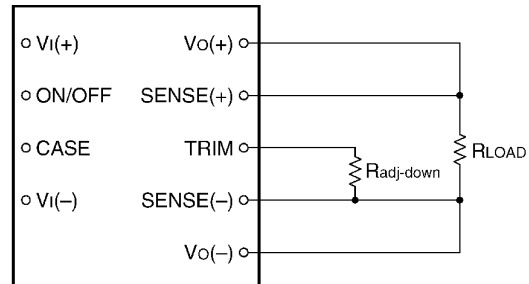 VI(+)
VO(+)
ON/OFF
SENSE(+)
CASE
TRIM
Radj-down
RLOAD
VI(–)
SENSE(–)
VO(–)